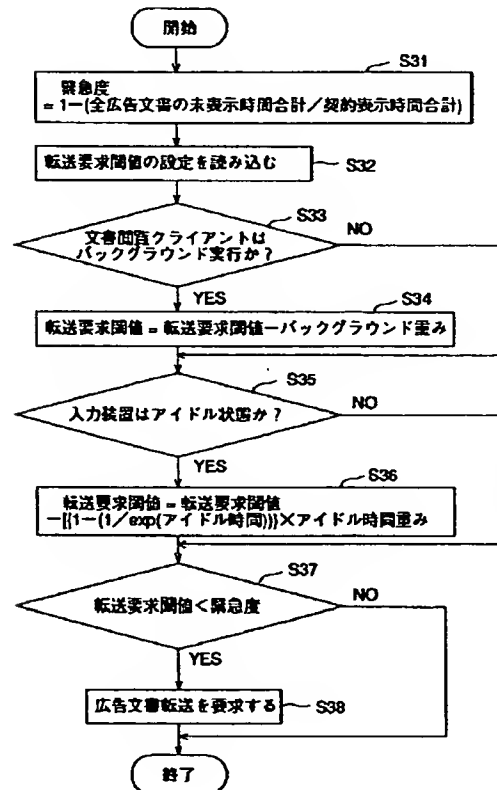 開始
S31
緊急度
= 1ー(全広告文書の未表示時間合計／契約表示時間合計)
転送要求閾値の設定を読み込む
S32
S33
文書閲覧クライアントは
バックグラウンド実行か？
NO
YES
S34
転送要求閾値 = 転送要求閾値ーバックグラウンド重み
S35
入力装置はアイドル状態か？
NO
YES
S36
転送要求閾値 = 転送要求閾値
ー[{1ー(1／exp(アイドル時間))}×アイドル時間重み
S37
転送要求閾値＜緊急度
NO
YES
広告文書転送を要求する
S38
終了